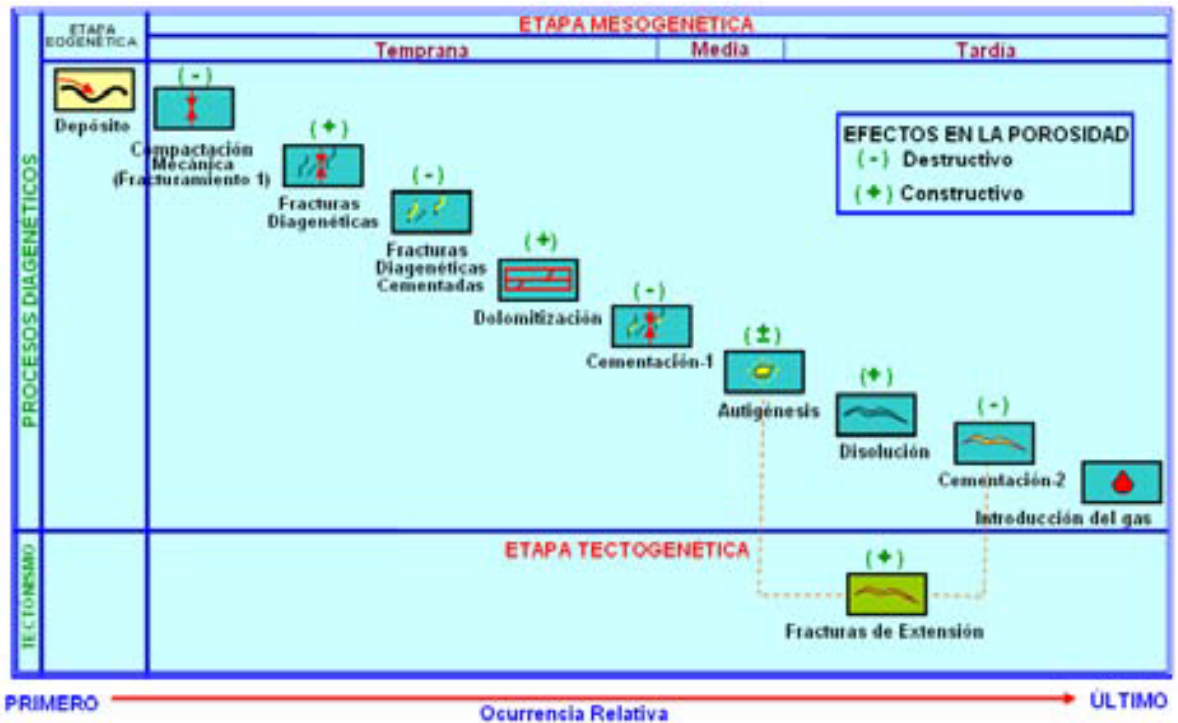 ETAPA
EOGENÉTICA
ETAPA MESOGENÉTICA
Temprana
Media
Tardía
PROCESOS DIAGENÉTICOS
Depósito
(-)
Compactación
Mecánica
(Fracturamiento 1)
(+)
Fracturas
Diagenéticas
(-)
Fracturas
Diagenéticas
Cementadas
(+)
Dolomitización
(-)
Cementación-1
(±)
Autigénesis
(+)
Disolución
(-)
Cementación-2
Introducción del gas
EFECTOS EN LA POROSIDAD
(-) Destructivo
(+) Constructivo
TECTONISMO
ETAPA TECTOGENÉTICA
(+)
Fracturas de Extensión
PRIMERO
Ocurrencia Relativa
ÚLTIMO